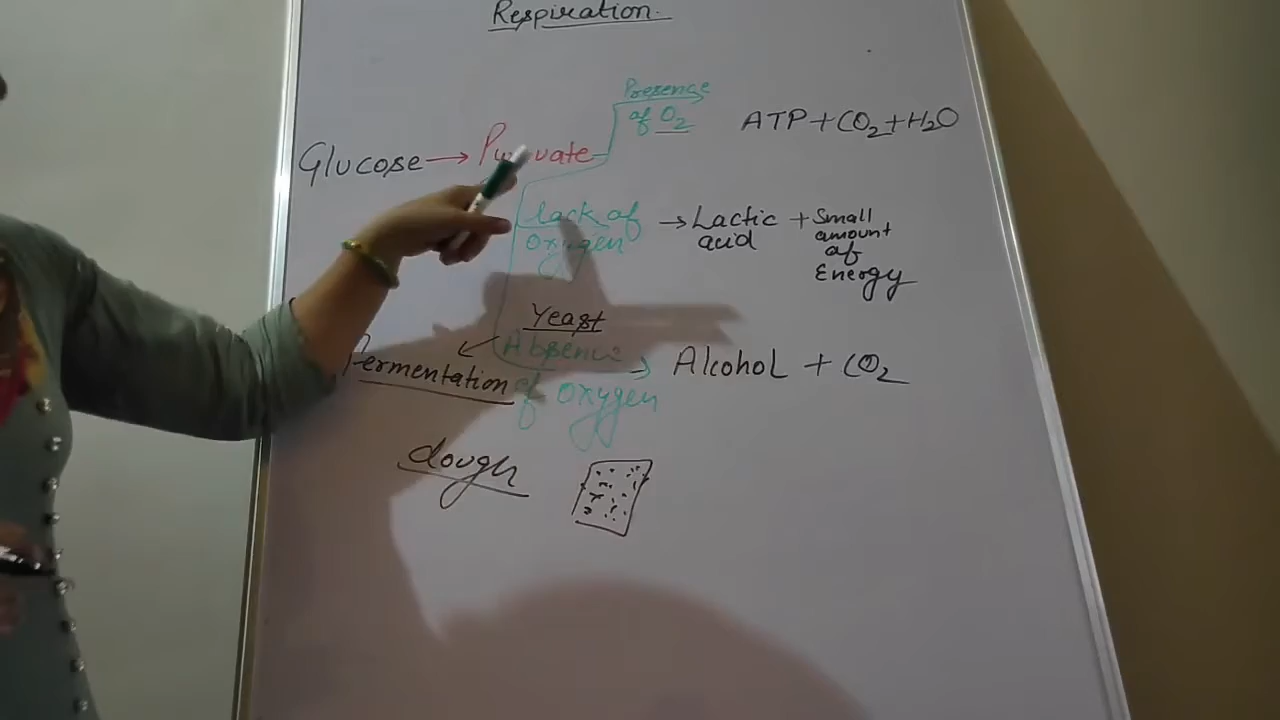 Respiration.
Presence
of O2
ATP + CO2 + H2O
Glucose →
lack of
oxygen
→ Lactic
acid
+ Small
amount
of
Energy
Yeast
Fermentation
Absence
of oxygen
→ Alcohol + CO2
dough